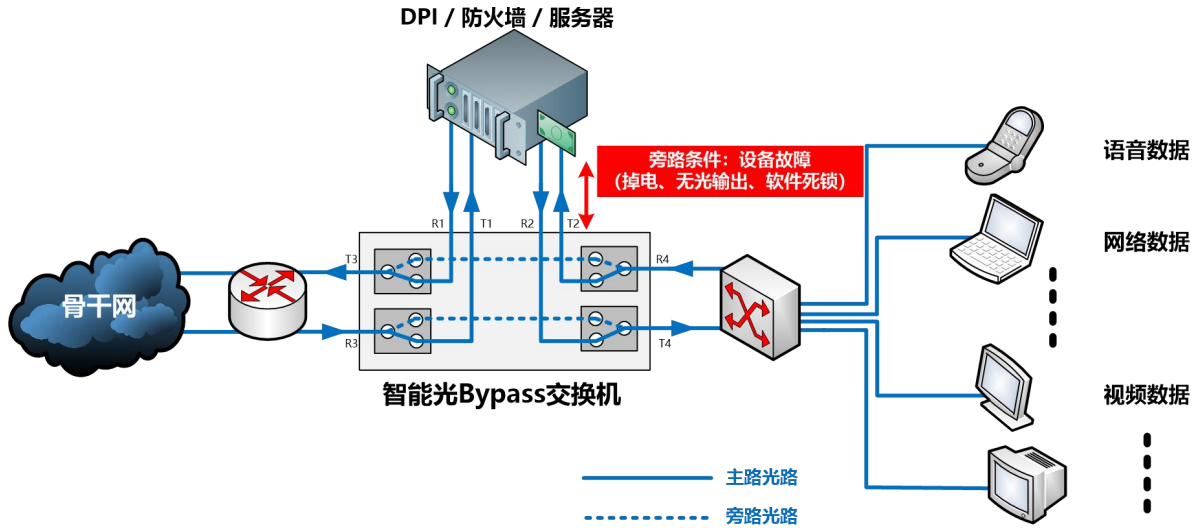 DPI / 防火墙 / 服务器
旁路条件：设备故障
（掉电、无光输出、软件死锁）
语音数据
R1
T1
R2
T2
网络数据
T3
R4
骨干网
R3
T4
智能光Bypass交换机
视频数据
主路光路
旁路光路